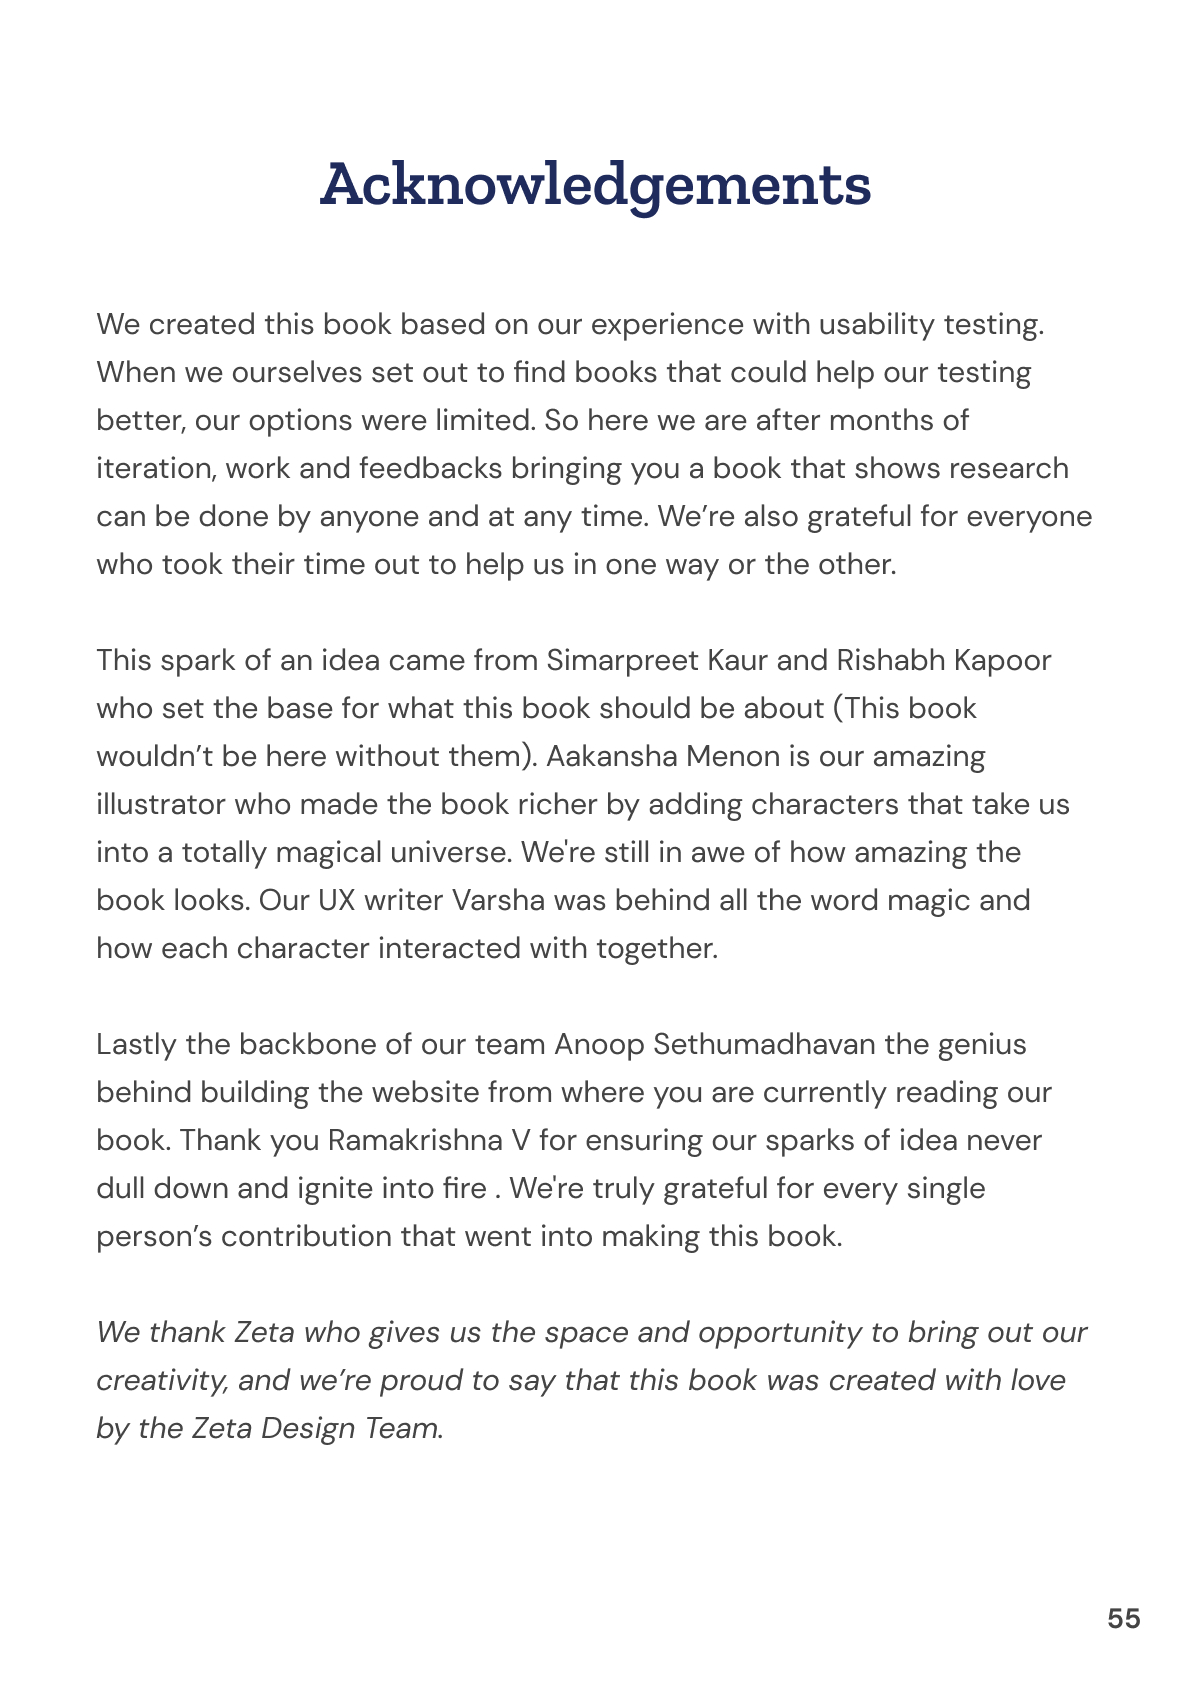 Acknowledgements
We created this book based on our experience with usability testing.
When we ourselves set out to find books that could help our testing
better, our options were limited. So here we are after months of
iteration, work and feedbacks bringing you a book that shows research
can be done by anyone and at any time. We’re also grateful for everyone
who took their time out to help us in one way or the other.
This spark of an idea came from Simarpreet Kaur and Rishabh Kapoor
who set the base for what this book should be about (This book
wouldn’t be here without them). Aakansha Menon is our amazing
illustrator who made the book richer by adding characters that take us
into a totally magical universe. We're still in awe of how amazing the
book looks. Our UX writer Varsha was behind all the word magic and
how each character interacted with together.
Lastly the backbone of our team Anoop Sethumadhavan the genius
behind building the website from where you are currently reading our
book. Thank you Ramakrishna V for ensuring our sparks of idea never
dull down and ignite into fire . We're truly grateful for every single
person’s contribution that went into making this book.
We thank Zeta who gives us the space and opportunity to bring out our
creativity, and we’re proud to say that this book was created with love
by the Zeta Design Team.
55